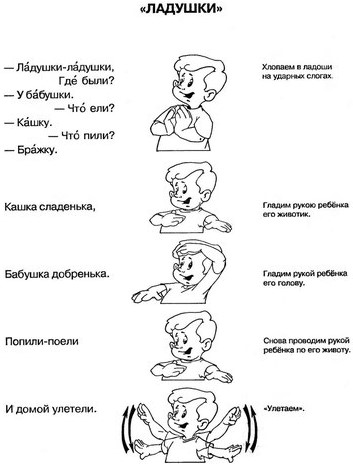 «ЛАДУШКИ»
— Ла́душки-ла́душки,
Где́ были?
— У ба́бушки.
— Что́ ели?
— Ка́шку.
— Что́ пили?
— Бра́жку.
Хлопаем в ладоши
на ударных слогах.
Кашка сладенька,
Гладим рукою ребёнка
его животик.
Бабушка добренька.
Гладим рукой ребёнка
его голову.
Попили-поели
Снова проводим рукой
ребёнка по его животу.
И домой улетели.
«Улетаем».